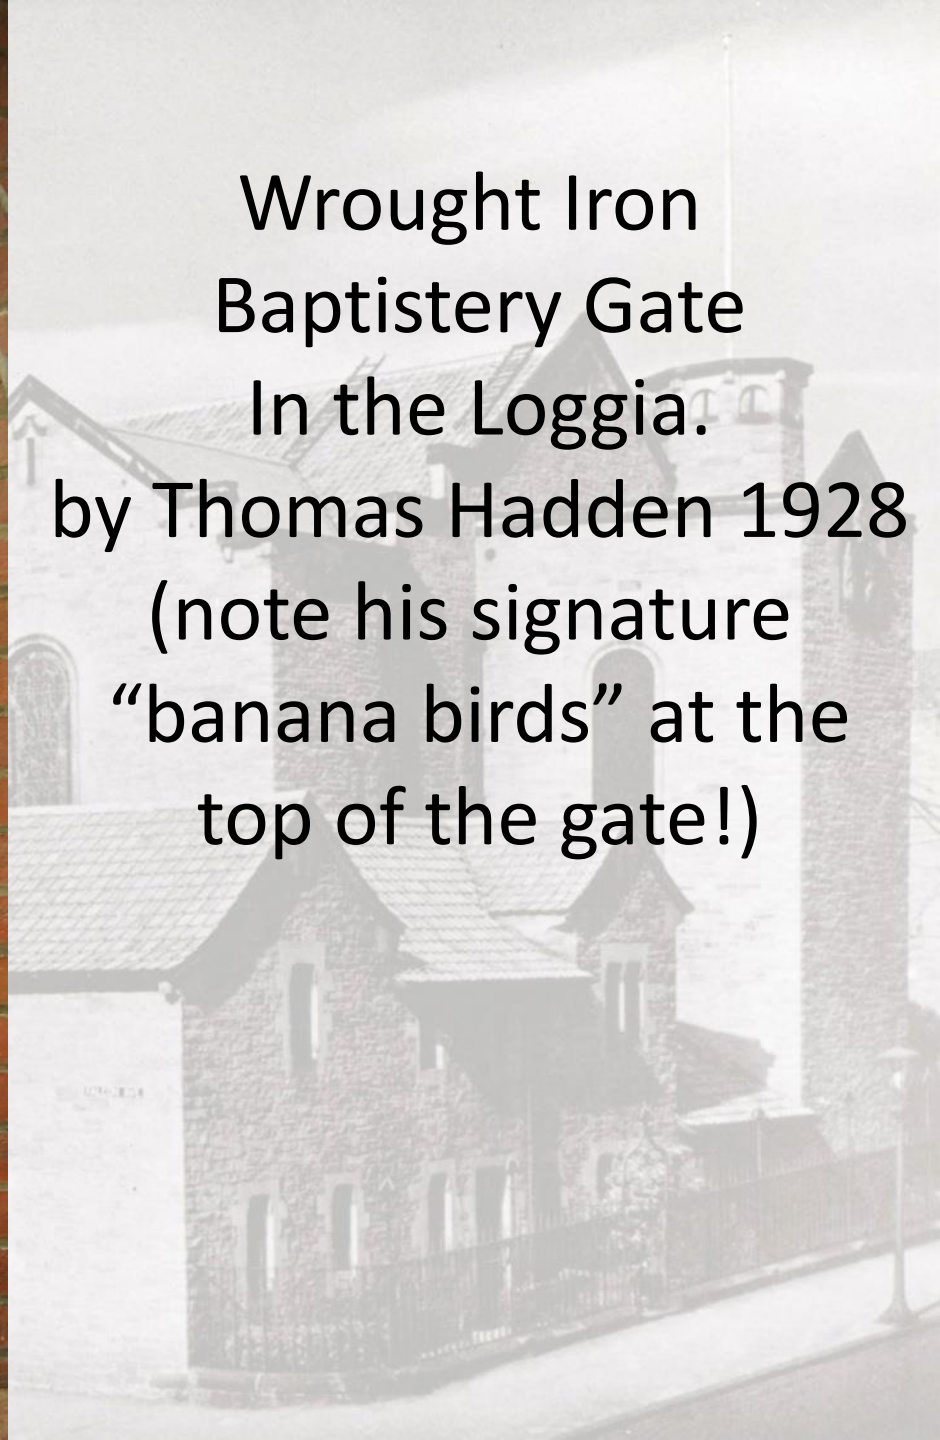 Wrought Iron
Baptistery Gate
In the Loggia.
by Thomas Hadden 1928
(note his signature
“banana birds” at the
top of the gate!)